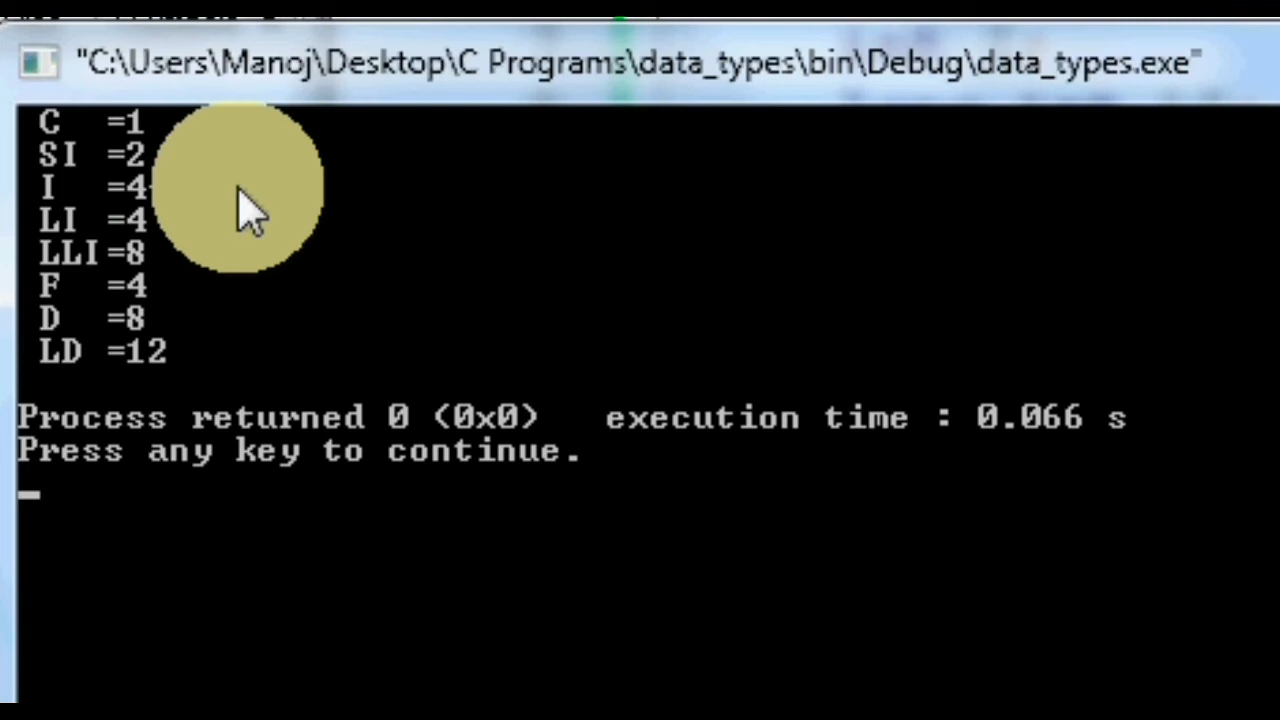 "C:\Users\Manoj\Desktop\C Programs\data_types\bin\Debug\data_types.exe"
C =1
SI =2
I =4
LI =4
LLI=8
F =4
D =8
LD =12
Process returned 0 (0x0) execution time : 0.066 s
Press any key to continue.